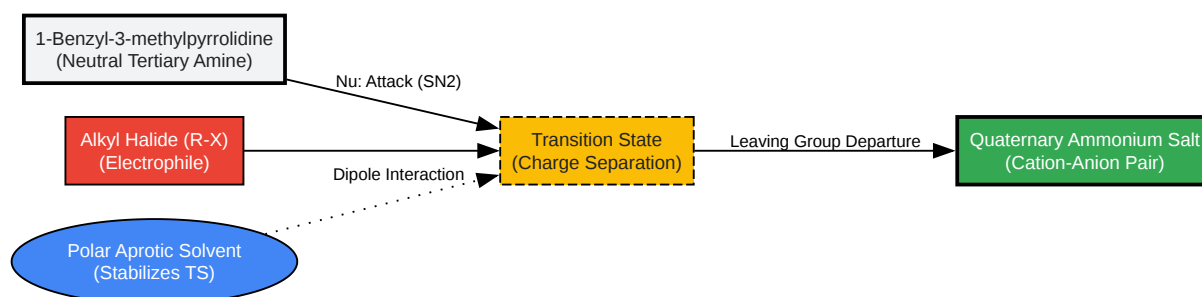 1-Benzyl-3-methylpyrrolidine
(Neutral Tertiary Amine)
Nu: Attack (SN2)
Alkyl Halide (R-X)
(Electrophile)
Transition State
(Charge Separation)
Leaving Group Departure
Quaternary Ammonium Salt
(Cation-Anion Pair)
Dipole Interaction
Polar Aprotic Solvent
(Stabilizes TS)